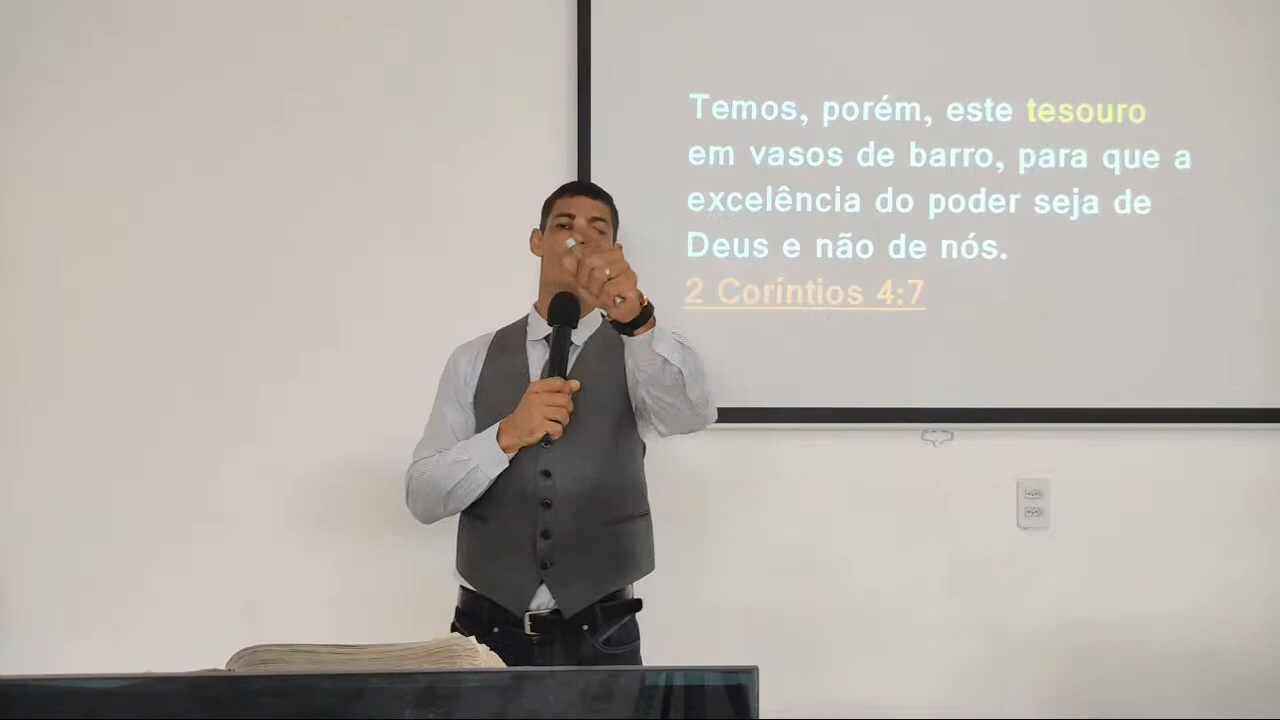 Temos, porém, este tesouro
em vasos de barro, para que a
excelência do poder seja de
Deus e não de nós.
2 Coríntios 4:7